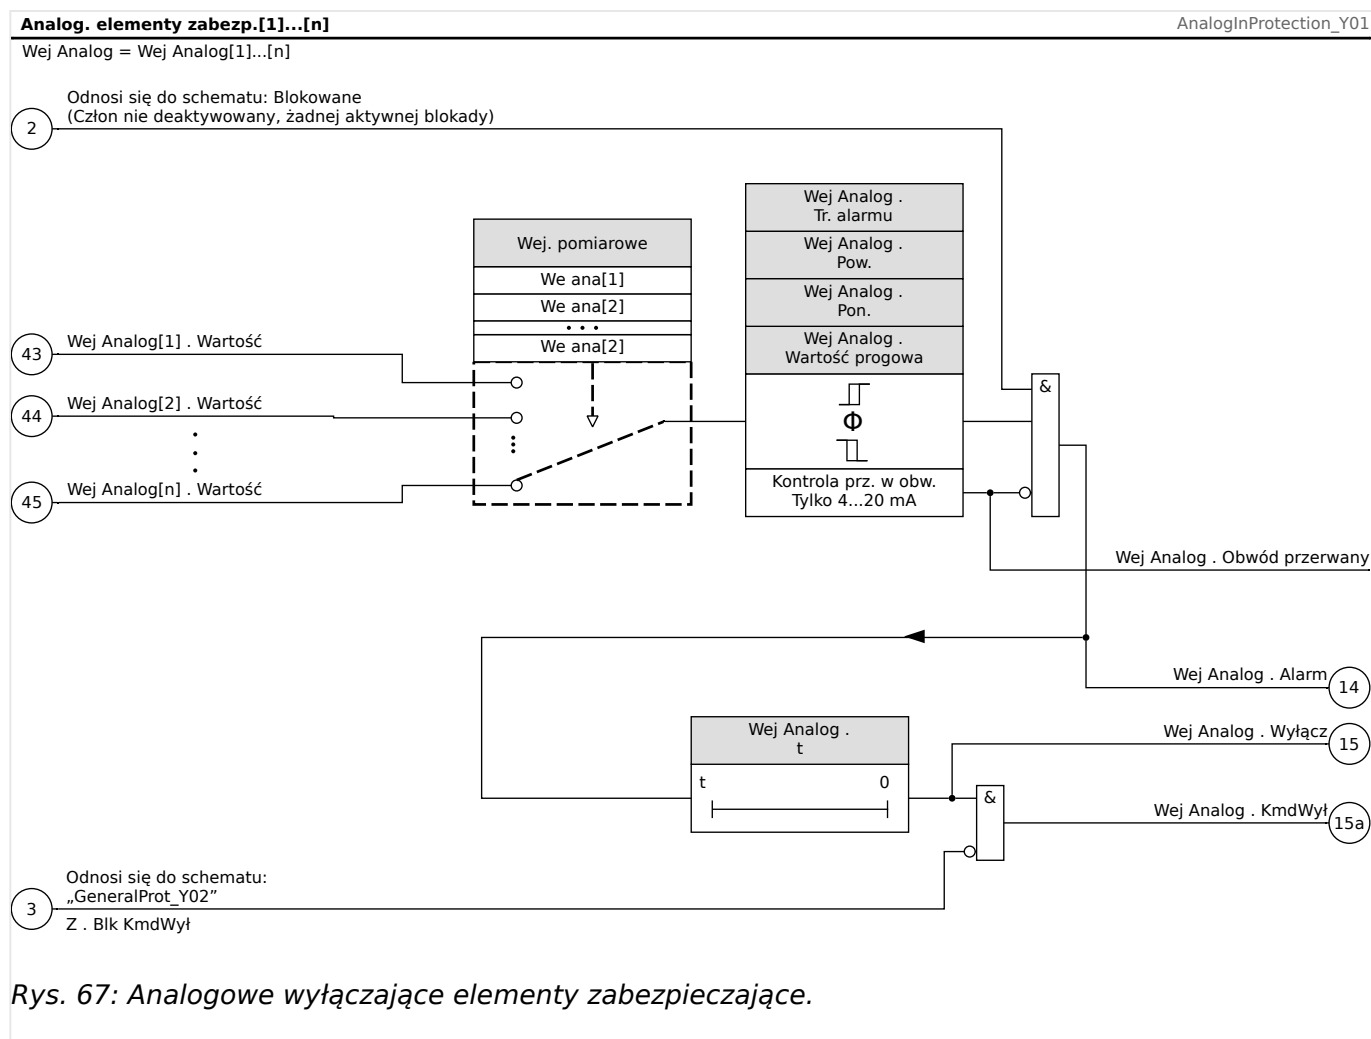 Analog. elementy zabezp.[1]...[n]
AnalogInProtection_Y01
Wej Analog = Wej Analog[1]...[n]
Odnosi się do schematu: Blokowane
(Człon nie deaktywowany, żadnej aktywnej blokady)
2
Wej Analog .
Tr. alarmu
Wej Analog .
Pow.
Wej Analog .
Pon.
Wej Analog .
Wartość progowa
Φ
Kontrola prz. w obw.
Tylko 4...20 mA
Wej. pomiarowe
We ana[1]
We ana[2]
• • •
We ana[2]
43
Wej Analog[1] . Wartość
44
Wej Analog[2] . Wartość
45
Wej Analog[n] . Wartość
&
Wej Analog . Obwód przerwany
Wej Analog . Alarm
14
Wej Analog .
t
t 0
Wej Analog . Wyłącz
15
&
Wej Analog . KmdWył
15a
Odnosi się do schematu:
„GeneralProt_Y02”
3
Z . Blk KmdWył
Rys. 67: Analogowe wyłączające elementy zabezpieczające.